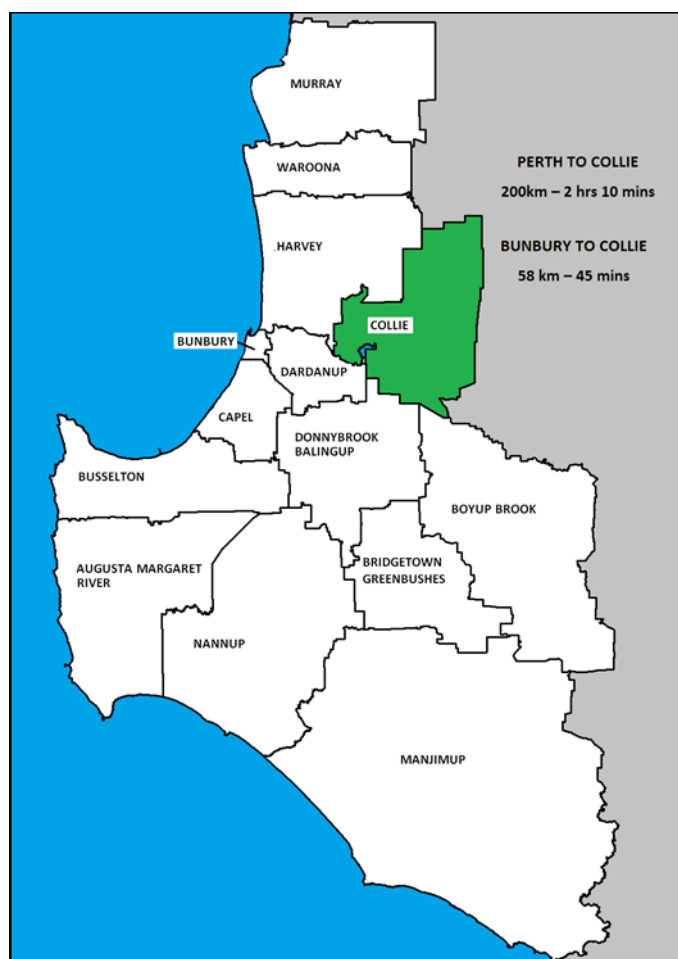 MURRAY
WAROONA
PERTH TO COLLIE
200km – 2 hrs 10 mins
HARVEY
BUNBURY TO COLLIE
58 km – 45 mins
COLLIE
BUNBURY
DARDANUP
CAPEL
DONNYBROOK
BALINGUP
BUSSELTON
BOYUP BROOK
AUGUSTA MARGARET
RIVER
BRIDGETOWN
GREENBUSHES
NANNUP
MANJIMUP